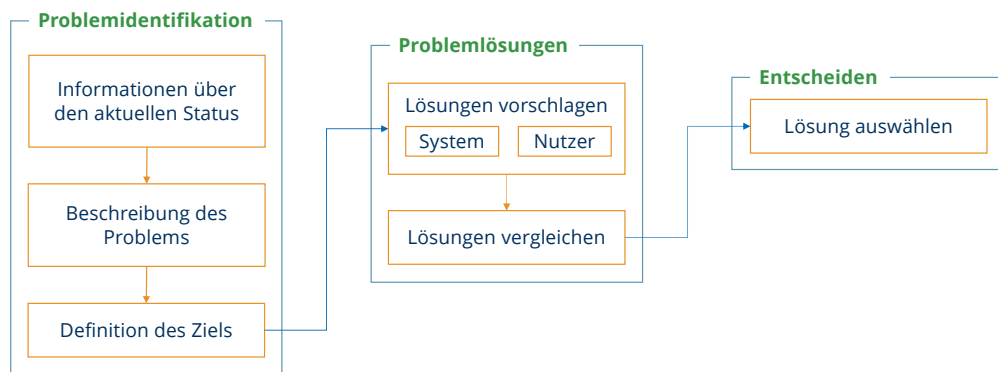 Problemidentifikation
Informationen über
den aktuellen Status
Beschreibung des
Problems
Definition des Ziels
Problemlösungen
Lösungen vorschlagen
System
Nutzer
Lösungen vergleichen
Entscheiden
Lösung auswählen